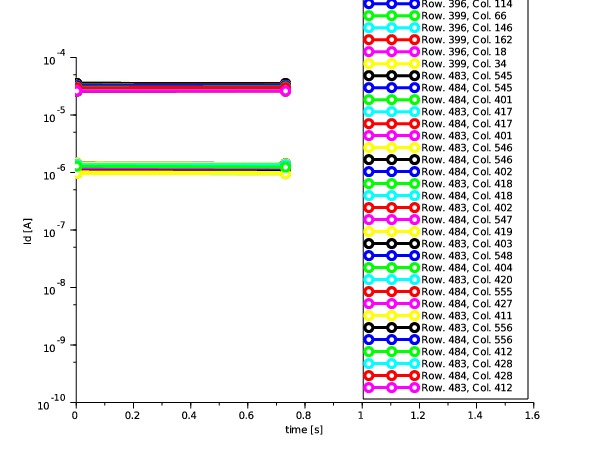 Row. 396, Col. 114
Row. 399, Col. 66
Row. 396, Col. 146
Row. 399, Col. 162
Row. 396, Col. 18
Row. 399, Col. 34
Row. 483, Col. 545
Row. 484, Col. 545
Row. 484, Col. 401
Row. 483, Col. 417
Row. 484, Col. 417
Row. 483, Col. 401
Row. 483, Col. 546
Row. 484, Col. 546
Row. 484, Col. 402
Row. 483, Col. 418
Row. 484, Col. 418
Row. 483, Col. 402
Row. 484, Col. 547
Row. 484, Col. 419
Row. 483, Col. 403
Row. 483, Col. 548
Row. 484, Col. 404
Row. 483, Col. 420
Row. 484, Col. 555
Row. 484, Col. 427
Row. 483, Col. 411
Row. 483, Col. 556
Row. 484, Col. 556
Row. 484, Col. 412
Row. 483, Col. 428
Row. 484, Col. 428
Row. 483, Col. 412
10 -4
10 -5
10 -6
10 -7
10 -8
10 -9
10 -10
Id [A]
0 0.2 0.4 0.6 0.8 1 1.2 1.4 1.6
time [s]